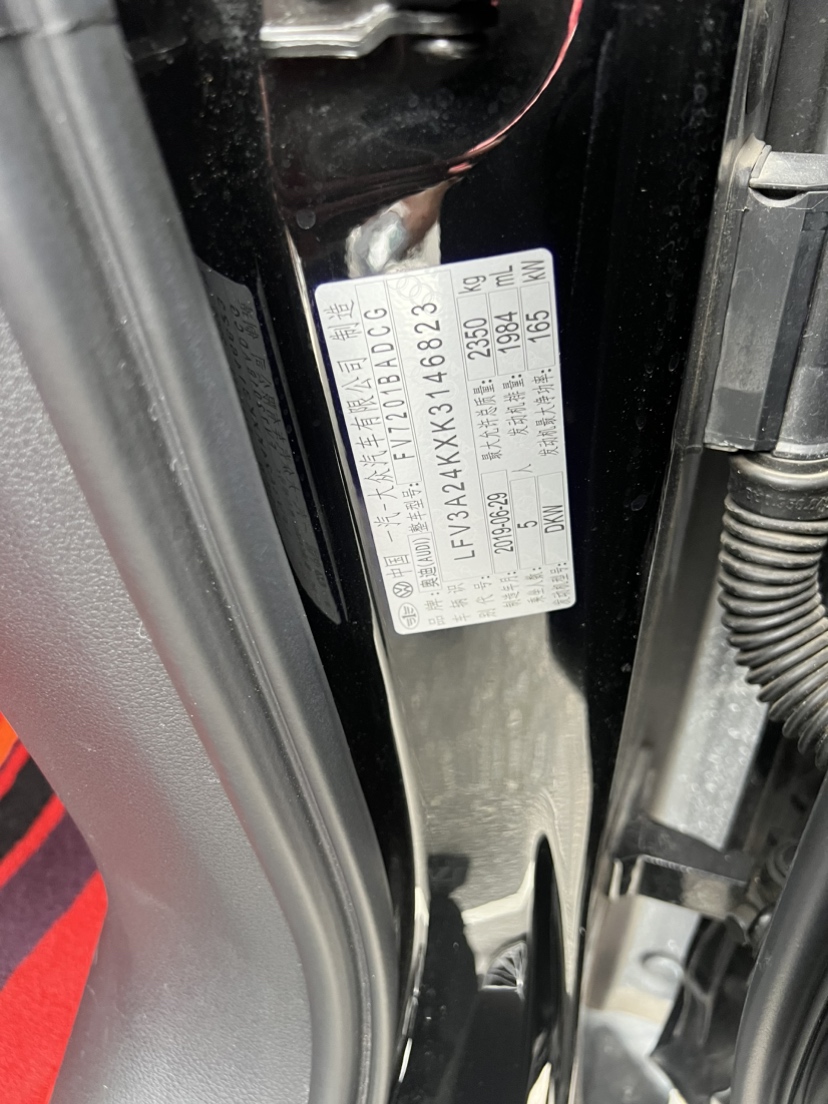 中国 一汽-大众汽车有限公司 制造
品牌:奥迪(AUDI) 整车型号: FV7201BADCG
车辆识别代号: LFV3A24KXK3146823
制造年月: 2019-06-29 最大允许总质量: 2350 kg
乘坐人数: 5 人 发动机排量: 1984 mL
发动机型号: DKW 发动机最大净功率: 165 kW